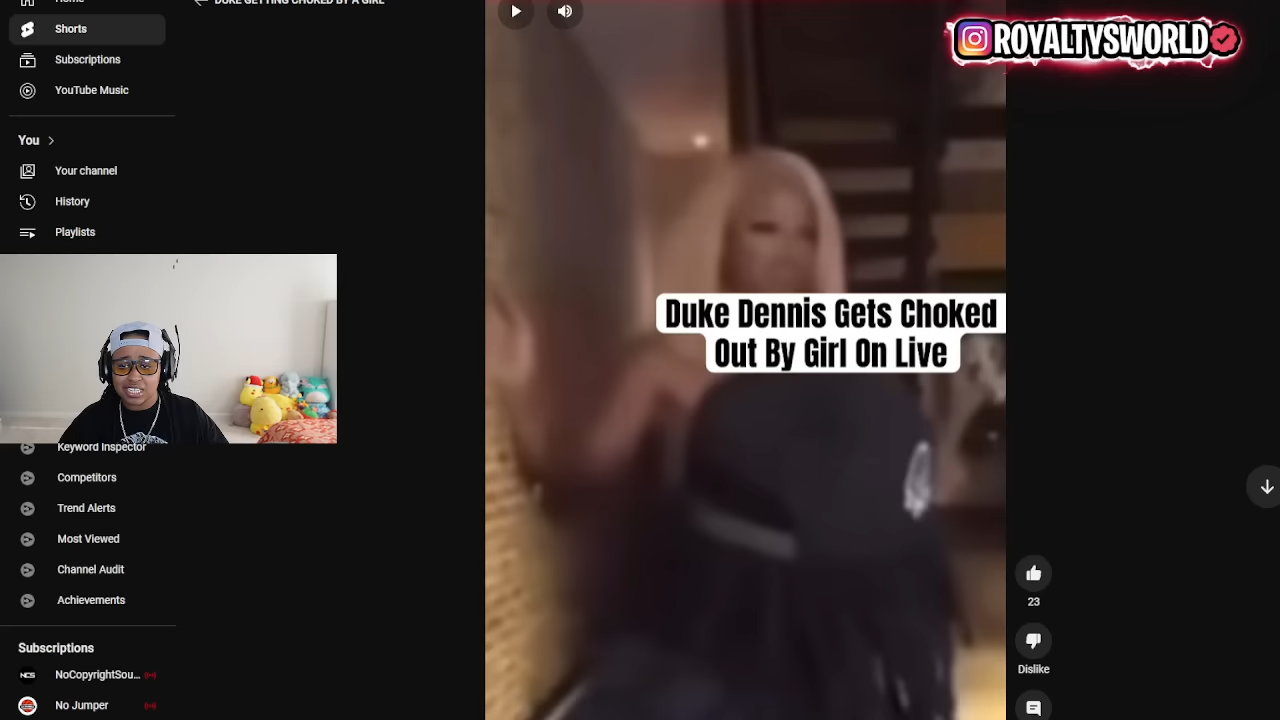 Home
DUKE GETTING CHOKED BY A GIRL
Shorts
Subscriptions
YouTube Music
You
Your channel
History
Playlists
Keyword Inspector
Competitors
Trend Alerts
Most Viewed
Channel Audit
Achievements
Subscriptions
NCS
NoCopyrightSou...
No Jumper
Duke Dennis Gets Choked
Out By Girl On Live
ROYALTYSWORLD
23
Dislike